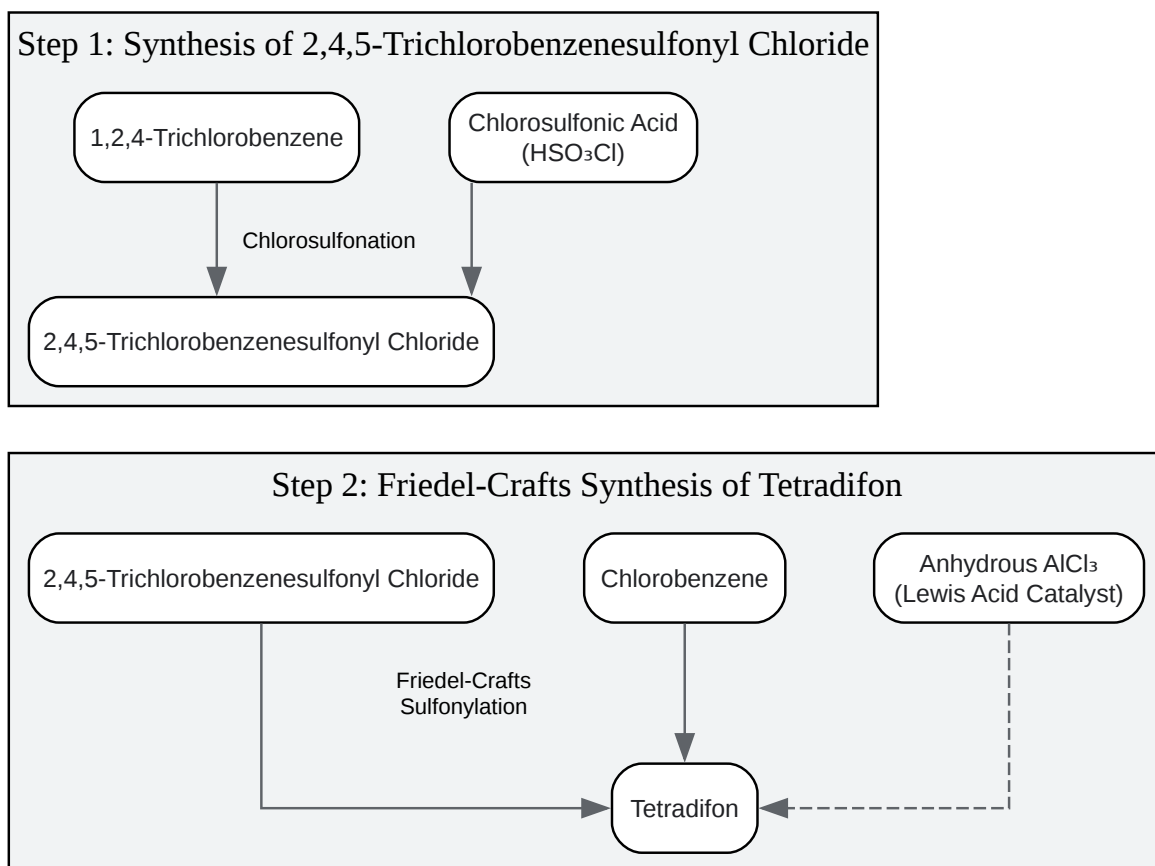 Step 1: Synthesis of 2,4,5-Trichlorobenzenesulfonyl Chloride
1,2,4-Trichlorobenzene
Chlorosulfonic Acid
(HSO₃Cl)
Chlorosulfonation
2,4,5-Trichlorobenzenesulfonyl Chloride
Step 2: Friedel-Crafts Synthesis of Tetradifon
2,4,5-Trichlorobenzenesulfonyl Chloride
Chlorobenzene
Anhydrous AlCl₃
(Lewis Acid Catalyst)
Friedel-Crafts
Sulfonylation
Tetradifon